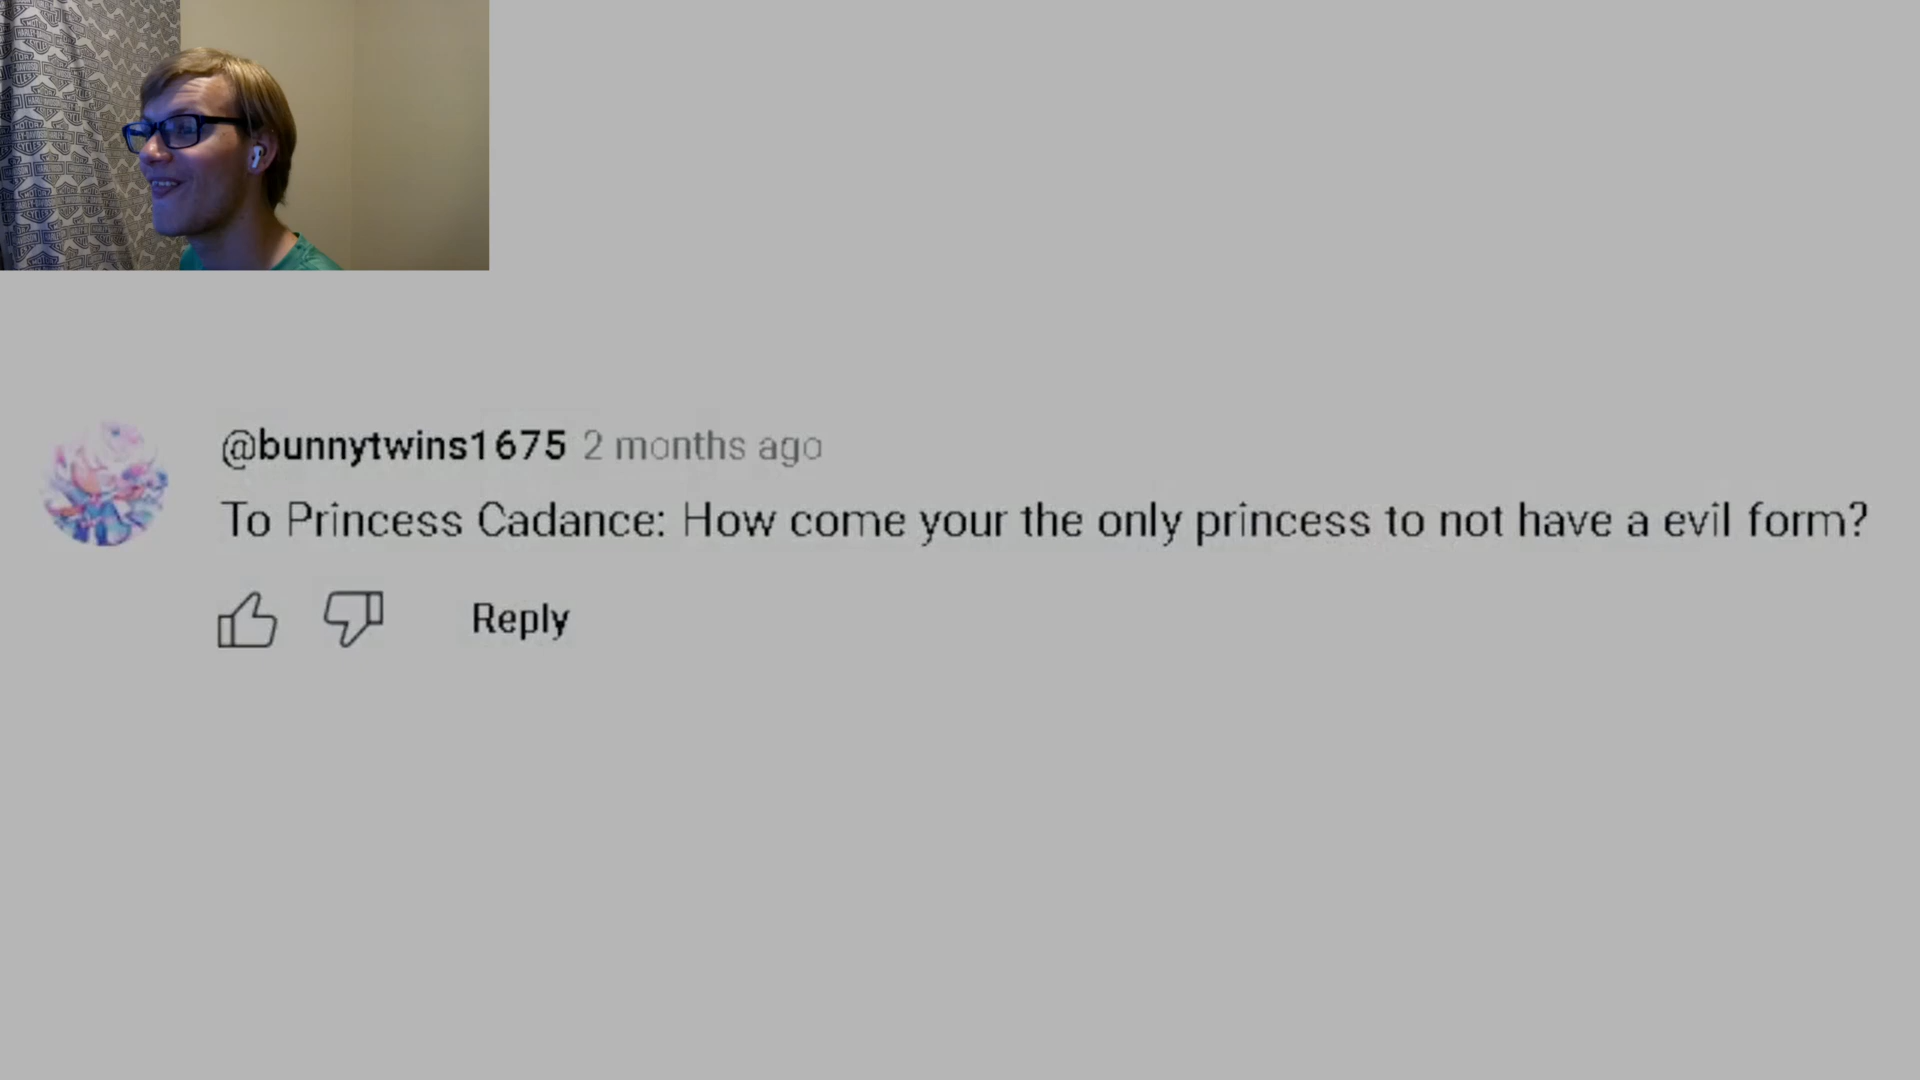 @bunnytwins1675 2 months ago
To Princess Cadance: How come your the only princess to not have a evil form?
Reply